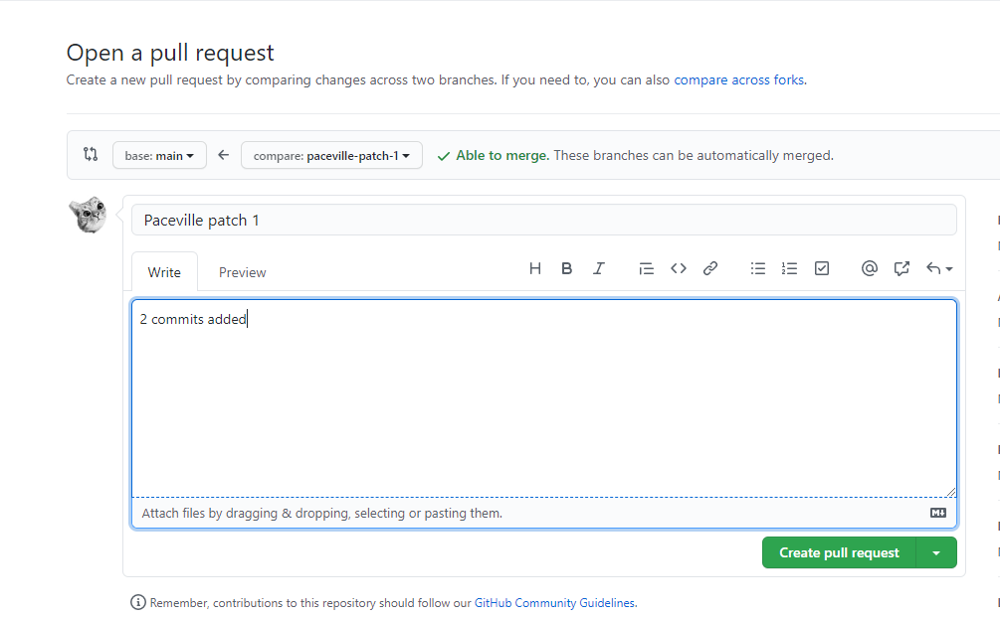 Open a pull request
Create a new pull request by comparing changes across two branches. If you need to, you can also compare across forks.
base: main
compare: paceville-patch-1
Able to merge. These branches can be automatically merged.
Paceville patch 1
Write
Preview
H B I
@
2 commits added
Attach files by dragging & dropping, selecting or pasting them.
Create pull request
Remember, contributions to this repository should follow our GitHub Community Guidelines.